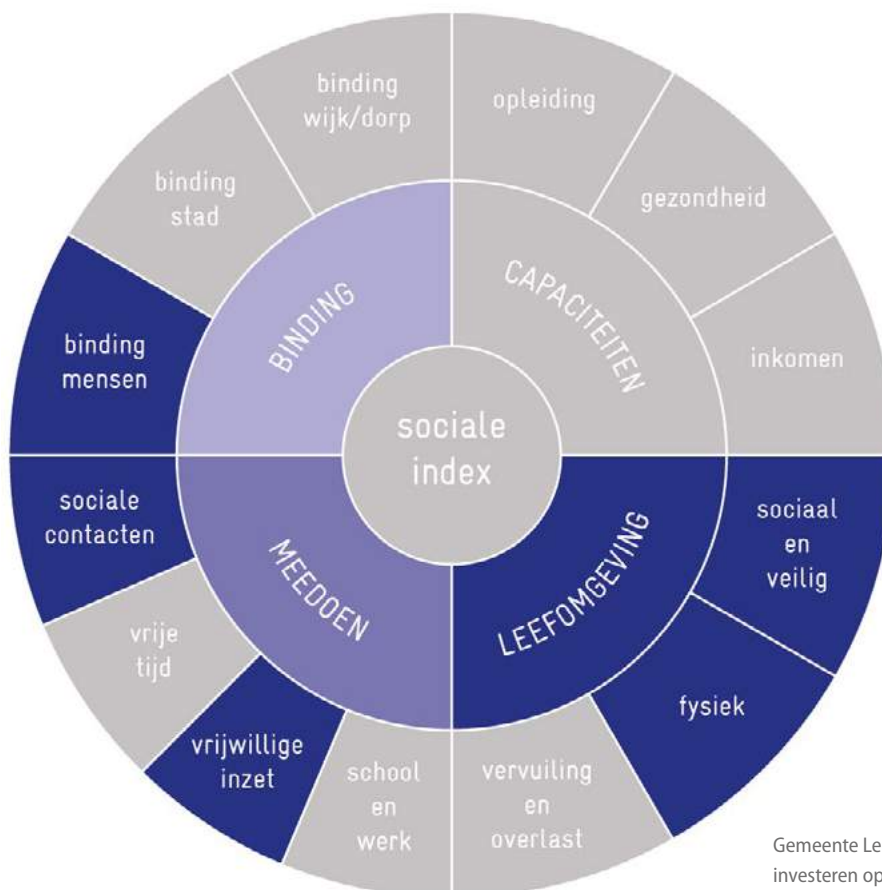 binding
wijk/dorp
opleiding
binding
stad
gezondheid
binding
mensen
BINDING
CAPACITEITEN
inkomen
sociale
index
sociale
contacten
MEEDOEN
LEEFOMGEVING
sociaal
en
veilig
vrije
tijd
fysiek
vrijwillige
inzet
school
en
werk
vervuiling
en
overlast
Gemeente Le
investeren op